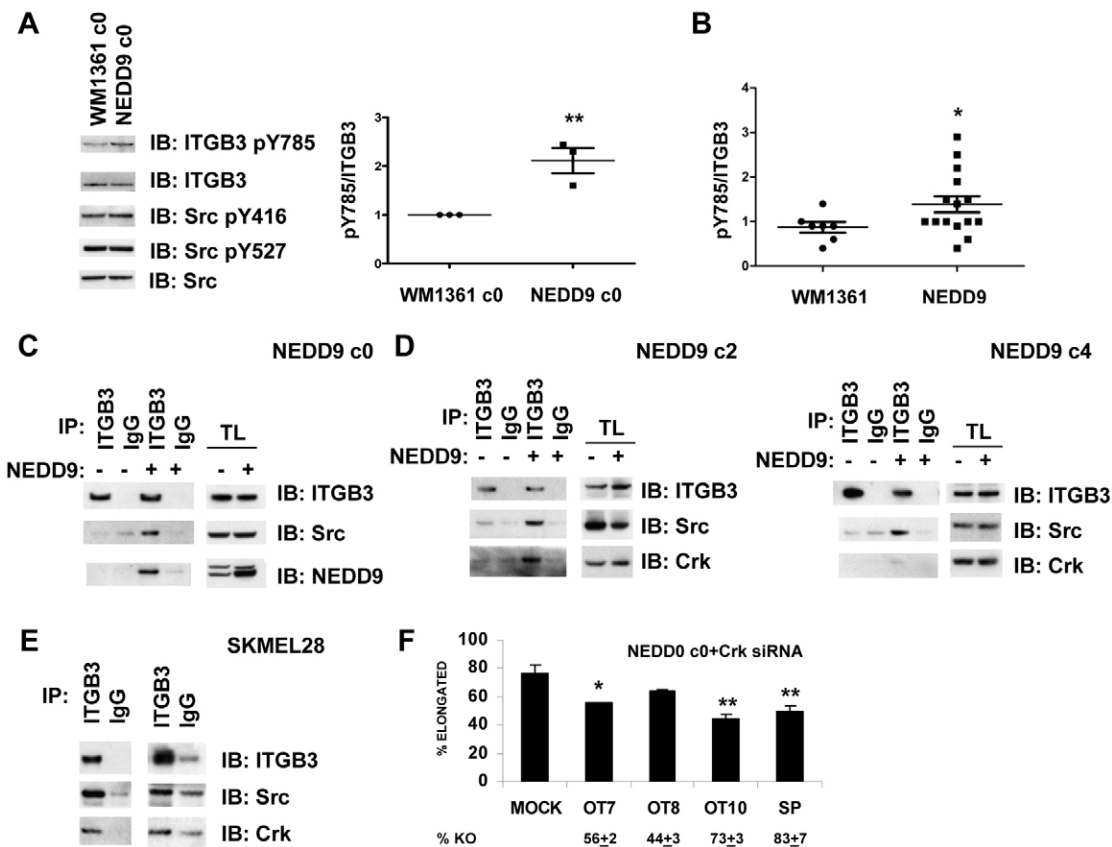 A
WM1361 c0
NEDD9 c0
IB: ITGB3 pY785
IB: ITGB3
IB: Src pY416
IB: Src pY527
IB: Src
pY785/ITGB3
3
2
1
0
**
WM1361 c0 NEDD9 c0
B
pY785/ITGB3
4
3
2
1
0
*
WM1361 NEDD9
C
NEDD9 c0
IP: ITGB3 IgG ITGB3 IgG TL
NEDD9: - - + + - +
IB: ITGB3
IB: Src
IB: NEDD9
D
NEDD9 c2
IP: ITGB3 IgG ITGB3 IgG TL
NEDD9: - - + + - +
IB: ITGB3
IB: Src
IB: Crk
NEDD9 c4
IP: ITGB3 IgG ITGB3 IgG TL
NEDD9: - - + + - +
IB: ITGB3
IB: Src
IB: Crk
E
SKMEL28
IP: ITGB3 IgG ITGB3 IgG
IB: ITGB3
IB: Src
IB: Crk
F
NEDD0 c0+Crk siRNA
% ELONGATED
100
80
60
40
20
0
* ** **
MOCK OT7 OT8 OT10 SP
% KO 56±2 44±3 73±3 83±7